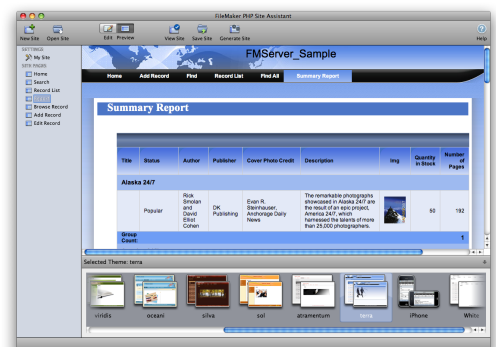 FileMaker PHP Site Assistant
New Site Open Site Edit Preview View Site Save Site Generate Site Help
SETTINGS
My Site
SITE PAGES
Home
Search
Record List
Browse Record
Add Record
Edit Record
FMServer_Sample
Home Add Record Find Record List Find All Summary Report
Summary Report
Title Status Author Publisher Cover Photo Credit Description Img Quantity in Stock Number of Pages
Alaska 24/7
Popular
Rick
Smolan
and
David
Elliot
Cohen
DK
Publishing
Evan R.
Steinhauser,
Anchorage Daily
News
The remarkable photographs
showcased in Alaska 24/7 are
the result of an epic project,
America 24/7, which
harnessed the talents of more
than 25,000 photographers.
50
192
Group
Count:
1
Selected Theme: terra
viridis oceani silva sol atramentum terra iPhone White